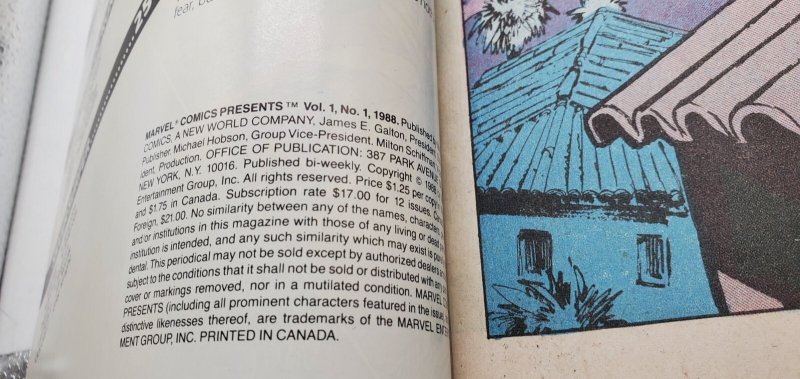 25
fear, bu
MARVEL® COMICS PRESENTS™ Vol. 1, No. 1, 1988. Published by
COMICS, A NEW WORLD COMPANY. James E. Galton, President.
Publisher. Michael Hobson, Group Vice-President. Milton Schiffman,
ident, Production. OFFICE OF PUBLICATION: 387 PARK AVENUE
NEW YORK, N.Y. 10016. Published bi-weekly. Copyright © 1988
Entertainment Group, Inc. All rights reserved. Price $1.25 per copy
and $1.75 in Canada. Subscription rate $17.00 for 12 issues.
Foreign, $21.00. No similarity between any of the names, characters,
and/or institutions in this magazine with those of any living or dead
institution is intended, and any such similarity which may exist is
dental. This periodical may not be sold except by authorized dealers
subject to the conditions that it shall not be sold or distributed with any
cover or markings removed, nor in a mutilated condition. MARVEL
PRESENTS (including all prominent characters featured in the issue
distinctive likenesses thereof, are trademarks of the MARVEL
MENT GROUP, INC. PRINTED IN CANADA.